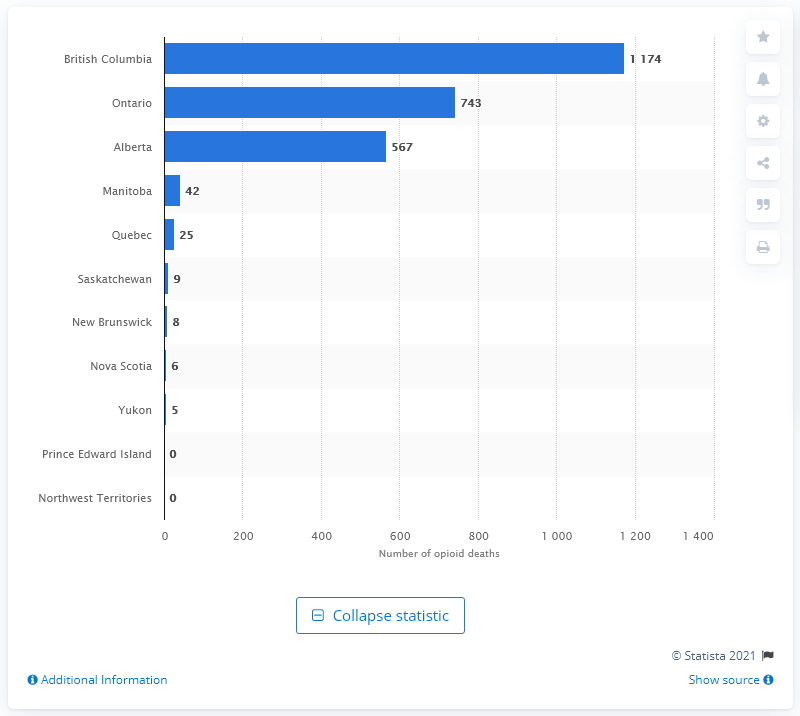 British Columbia 1 174
Ontario 743
Alberta 567
Manitoba 42
Quebec 25
Saskatchewan 9
New Brunswick 8
Nova Scotia 6
Yukon 5
Prince Edward Island 0
Northwest Territories 0
0 200 400 600 800 1 000 1 200 1 400
Number of opioid deaths
Collapse statistic
© Statista 2021
Additional Information Show source